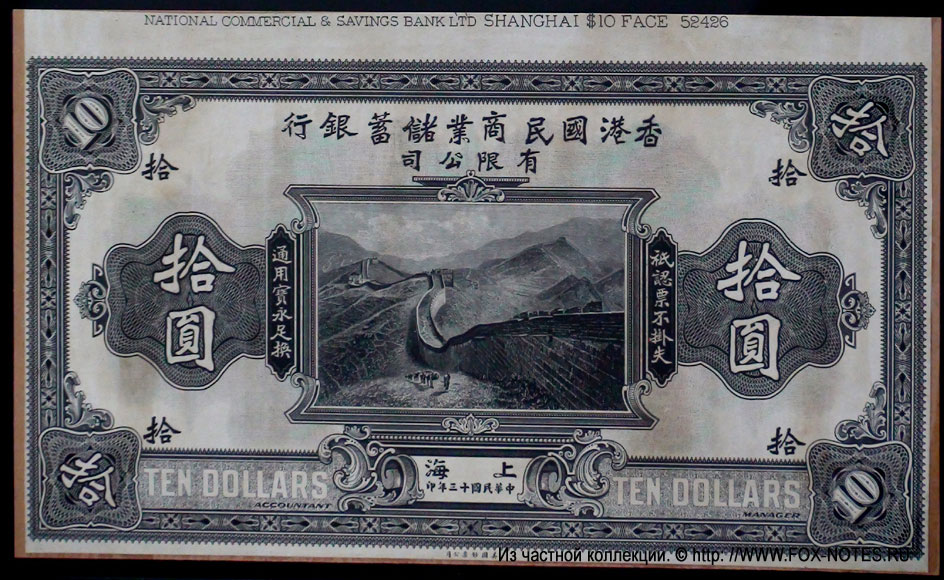 NATIONAL COMMERCIAL & SAVINGS BANK LTD SHANGHAI $10 FACE 52426
10
拾
香港國民商業儲蓄銀行
有限公司
拾
拾
拾圓
祇認票不掛失
通用寶永足換
拾圓
拾
拾
拾
TEN DOLLARS
ACCOUNTANT
上海
中華民國十三年印
TEN DOLLARS
MANAGER
10
Из частной коллекции. © http: //WWW.FOX-NOTES.RU